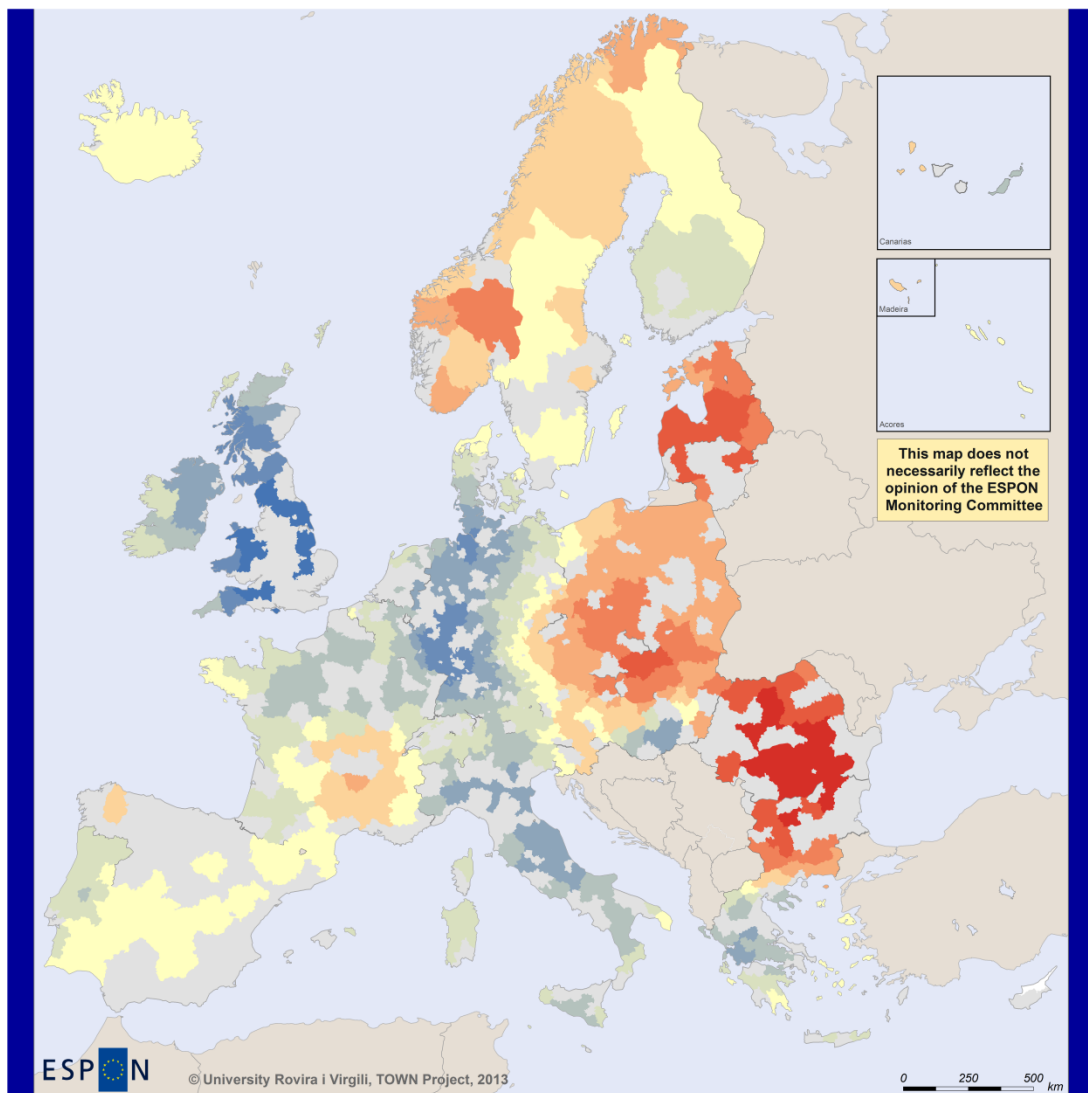 Canarias
Madeira
Acores
This map does not
necessarily reflect the
opinion of the ESPON
Monitoring Committee
ESPON
© University Rovira i Virgili, TOWN Project, 2013
0 250 500
km